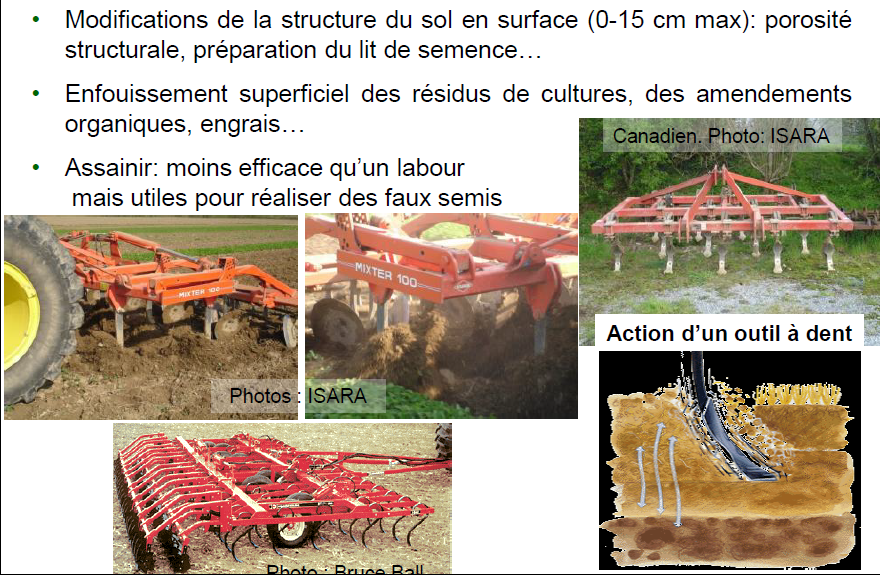 • Modifications de la structure du sol en surface (0-15 cm max): porosité
structurale, préparation du lit de semence…
• Enfouissement superficiel des résidus de cultures, des amendements
organiques, engrais…
Canadien. Photo: ISARA
• Assainir: moins efficace qu’un labour
mais utiles pour réaliser des faux semis
MIXTER 100
MIXTER 100
Action d’un outil à dent
Photos : ISARA
Photo : Bruce Ball